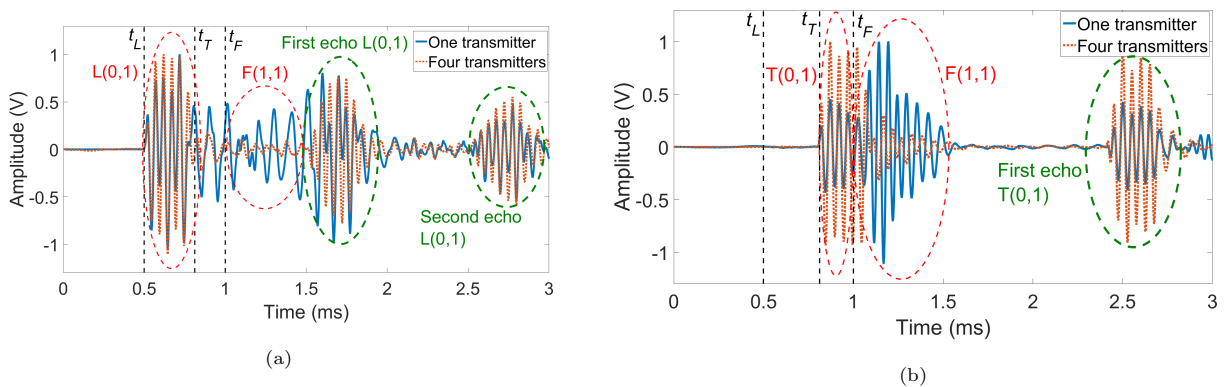 t_L
t_T
t_F
First echo L(0,1)
One transmitter
Four transmitters
L(0,1)
F(1,1)
Second echo
L(0,1)
Amplitude (V)
1
0.5
0
-0.5
-1
0
0.5
1
1.5
2
2.5
3
Time (ms)
(a)
t_L
t_T
t_F
One transmitter
Four transmitters
T(0,1)
F(1,1)
First echo
T(0,1)
Amplitude (V)
1
0.5
0
-0.5
-1
0
0.5
1
1.5
2
2.5
3
Time (ms)
(b)